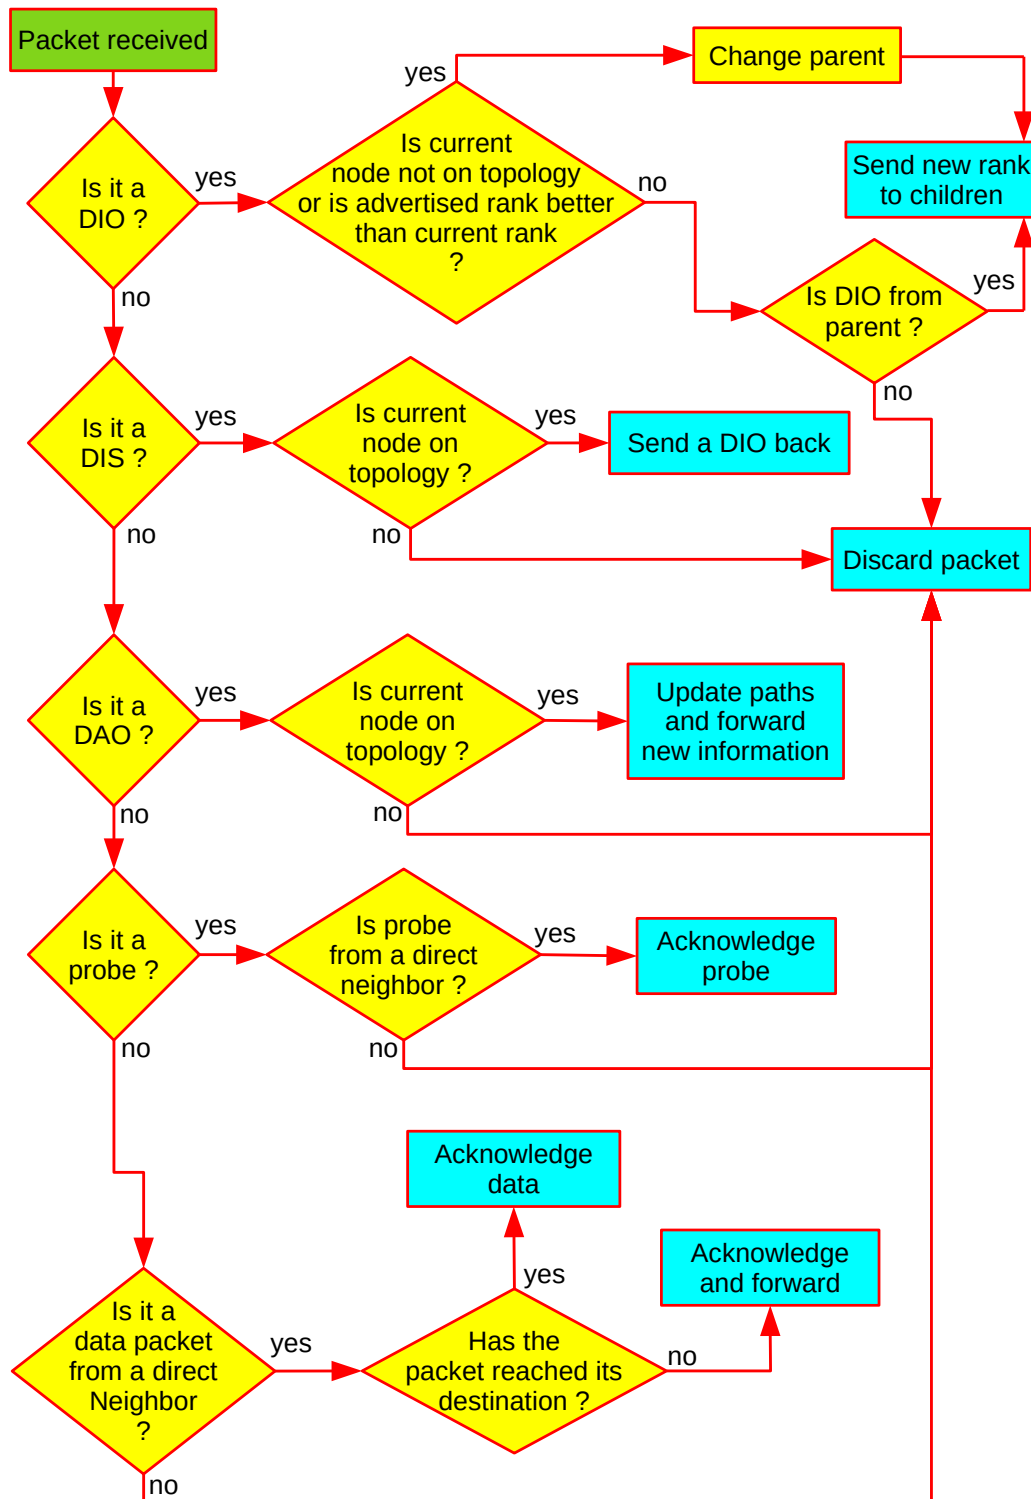 Packet received
Change parent
yes
Is current
node not on topology
or is advertised rank better
than current rank
?
Send new rank
to children
Is it a
DIO ?
yes
no
Is DIO from
parent ?
yes
no
no
Is it a
DIS ?
yes
Is current
node on
topology ?
yes
Send a DIO back
no
no
Discard packet
Is it a
DAO ?
yes
Is current
node on
topology ?
yes
Update paths
and forward
new information
no
no
Is it a
probe ?
yes
Is probe
from a direct
neighbor ?
yes
Acknowledge
probe
no
no
Acknowledge
data
Acknowledge
and forward
yes
Is it a
data packet
from a direct
Neighbor
?
yes
Has the
packet reached its
destination ?
no
no